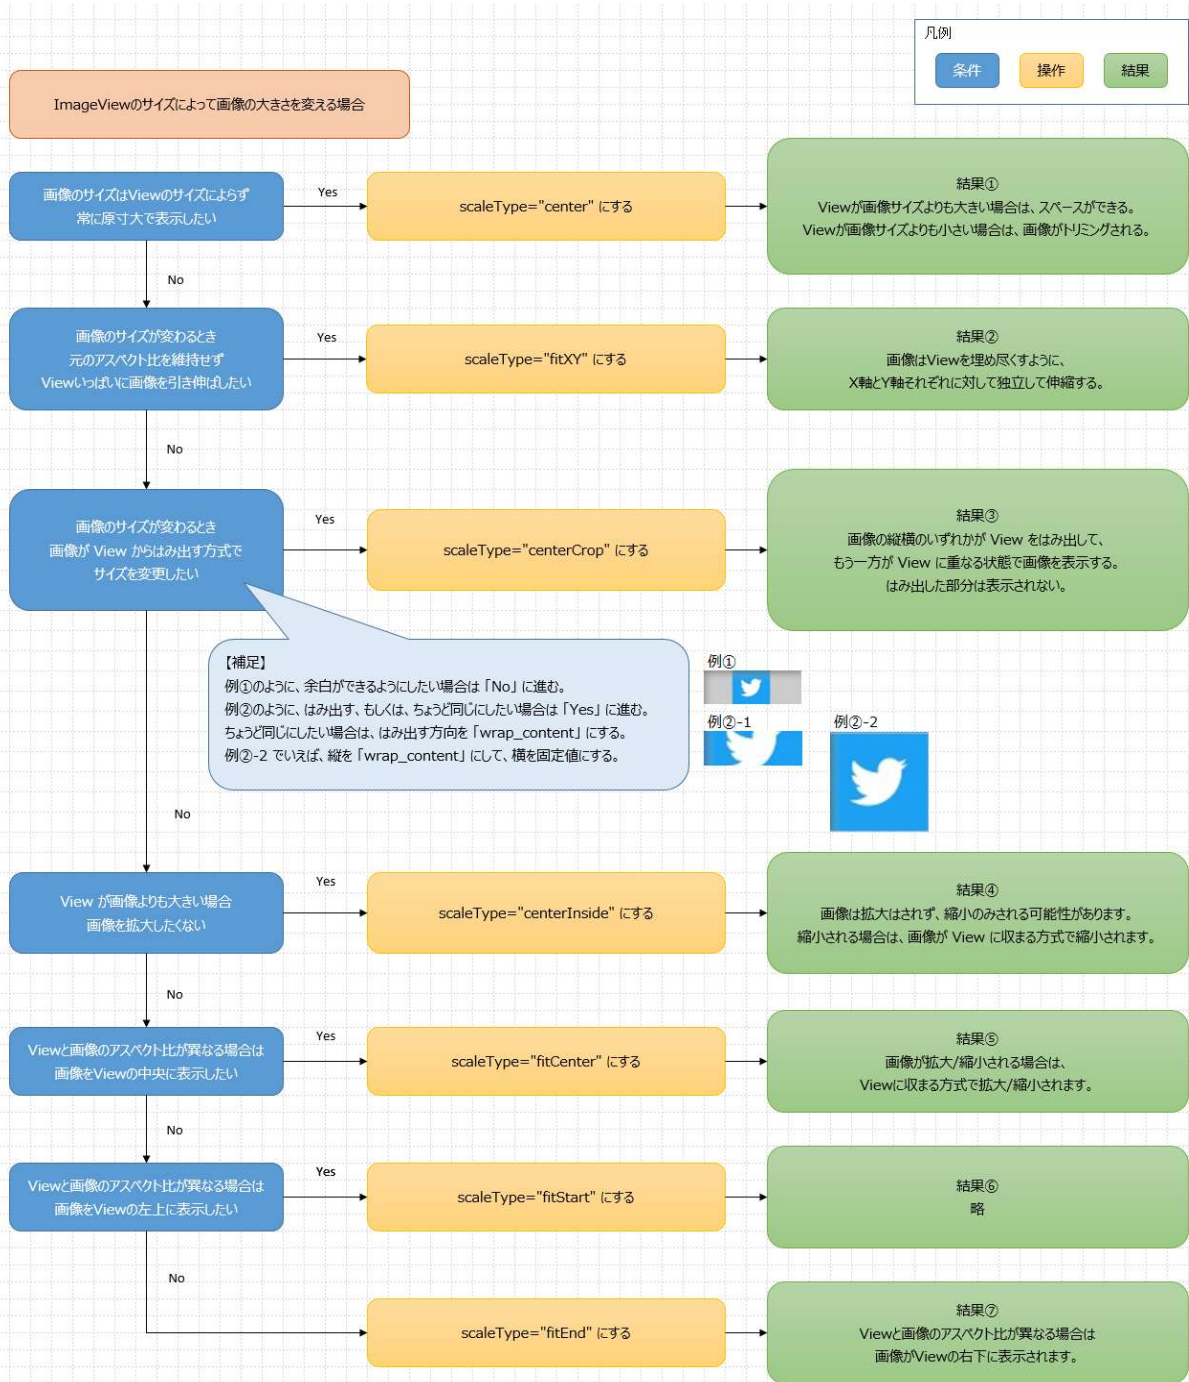 凡例
条件
操作
結果
ImageViewのサイズによって画像の大きさを変える場合
画像のサイズはViewのサイズによらず
常に原寸大で表示したい
Yes
scaleType="center" にする
結果①
Viewが画像サイズよりも大きい場合は、スペースができる。
Viewが画像サイズよりも小さい場合は、画像がトリミングされる。
No
画像のサイズが変わるとき
元のアスペクト比を維持せず
Viewいっぱいに画像を引き伸ばしたい
Yes
scaleType="fitXY" にする
結果②
画像はViewを埋め尽くすように、
X軸とY軸それぞれに対して独立して伸縮する。
No
画像のサイズが変わるとき
画像が View からはみ出す方式で
サイズを変更したい
Yes
scaleType="centerCrop" にする
結果③
画像の縦横のいずれかが View をはみ出して、
もう一方が View に重なる状態で画像を表示する。
はみ出した部分は表示されない。
【補足】
例①のように、余白ができるようにしたい場合は「No」に進む。
例②のように、はみ出す、もしくは、ちょうど同じにしたい場合は「Yes」に進む。
ちょうど同じにしたい場合は、はみ出す方向を「wrap_content」にする。
例②-2 でいえば、縦を「wrap_content」にして、横を固定値にする。
例①
例②-1
例②-2
No
View が画像よりも大きい場合
画像を拡大したくない
Yes
scaleType="centerInside" にする
結果④
画像は拡大はされず、縮小のみされる可能性があります。
縮小される場合は、画像が View に収まる方式で縮小されます。
No
Viewと画像のアスペクト比が異なる場合は
画像をViewの中央に表示したい
Yes
scaleType="fitCenter" にする
結果⑤
画像が拡大/縮小される場合は、
Viewに収まる方式で拡大/縮小されます。
No
Viewと画像のアスペクト比が異なる場合は
画像をViewの左上に表示したい
Yes
scaleType="fitStart" にする
結果⑥
略
No
scaleType="fitEnd" にする
結果⑦
Viewと画像のアスペクト比が異なる場合は
画像がViewの右下に表示されます。